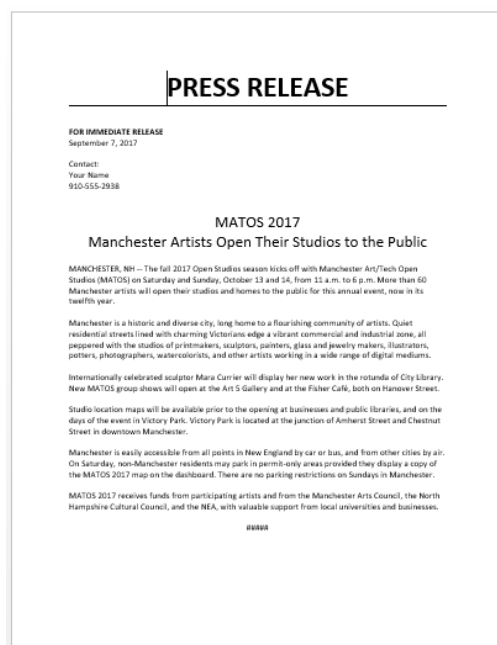 PRESS RELEASE
FOR IMMEDIATE RELEASE
September 7, 2017
Contact:
Your Name
910-555-2938
MATOS 2017
Manchester Artists Open Their Studios to the Public
MANCHESTER, NH -- The fall 2017 Open Studios season kicks off with Manchester Art/Tech Open
Studios (MATOS) on Saturday and Sunday, October 13 and 14, from 11 a.m. to 6 p.m. More than 60
Manchester artists will open their studios and homes to the public for this annual event, now in its
twelfth year.
Manchester is a historic and diverse city, long home to a flourishing community of artists. Quiet
residential streets lined with charming Victorians edge a vibrant commercial and industrial zone, all
peppered with the studios of printmakers, sculptors, painters, glass and jewelry makers, illustrators,
potters, photographers, watercolorists, and other artists working in a wide range of digital mediums.
Internationally celebrated sculptor Mara Currier will display her new work in the rotunda of City Library.
New MATOS group shows will open at the Art 5 Gallery and at the Fisher Café, both on Hanover Street.
Studio location maps will be available prior to the opening at businesses and public libraries, and on the
days of the event in Victory Park. Victory Park is located at the junction of Amherst Street and Chestnut
Street in downtown Manchester.
Manchester is easily accessible from all points in New England by car or bus, and from other cities by air.
On Saturday, non-Manchester residents may park in permit-only areas provided they display a copy of
the MATOS 2017 map on the dashboard. There are no parking restrictions on Sundays in Manchester.
MATOS 2017 receives funds from participating artists and from the Manchester Arts Council, the North
Hampshire Cultural Council, and the NEA, with valuable support from local universities and businesses.
#####